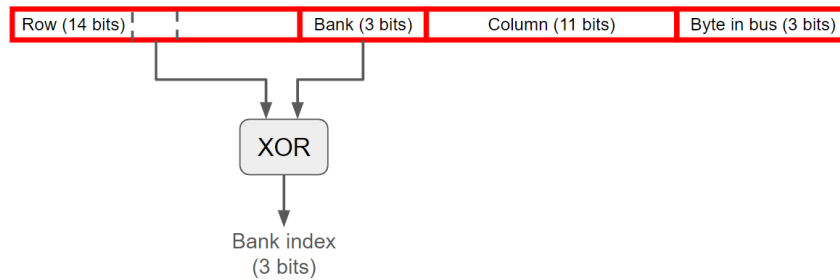 Row (14 bits)
Bank (3 bits)
Column (11 bits)
Byte in bus (3 bits)
XOR
Bank index
(3 bits)